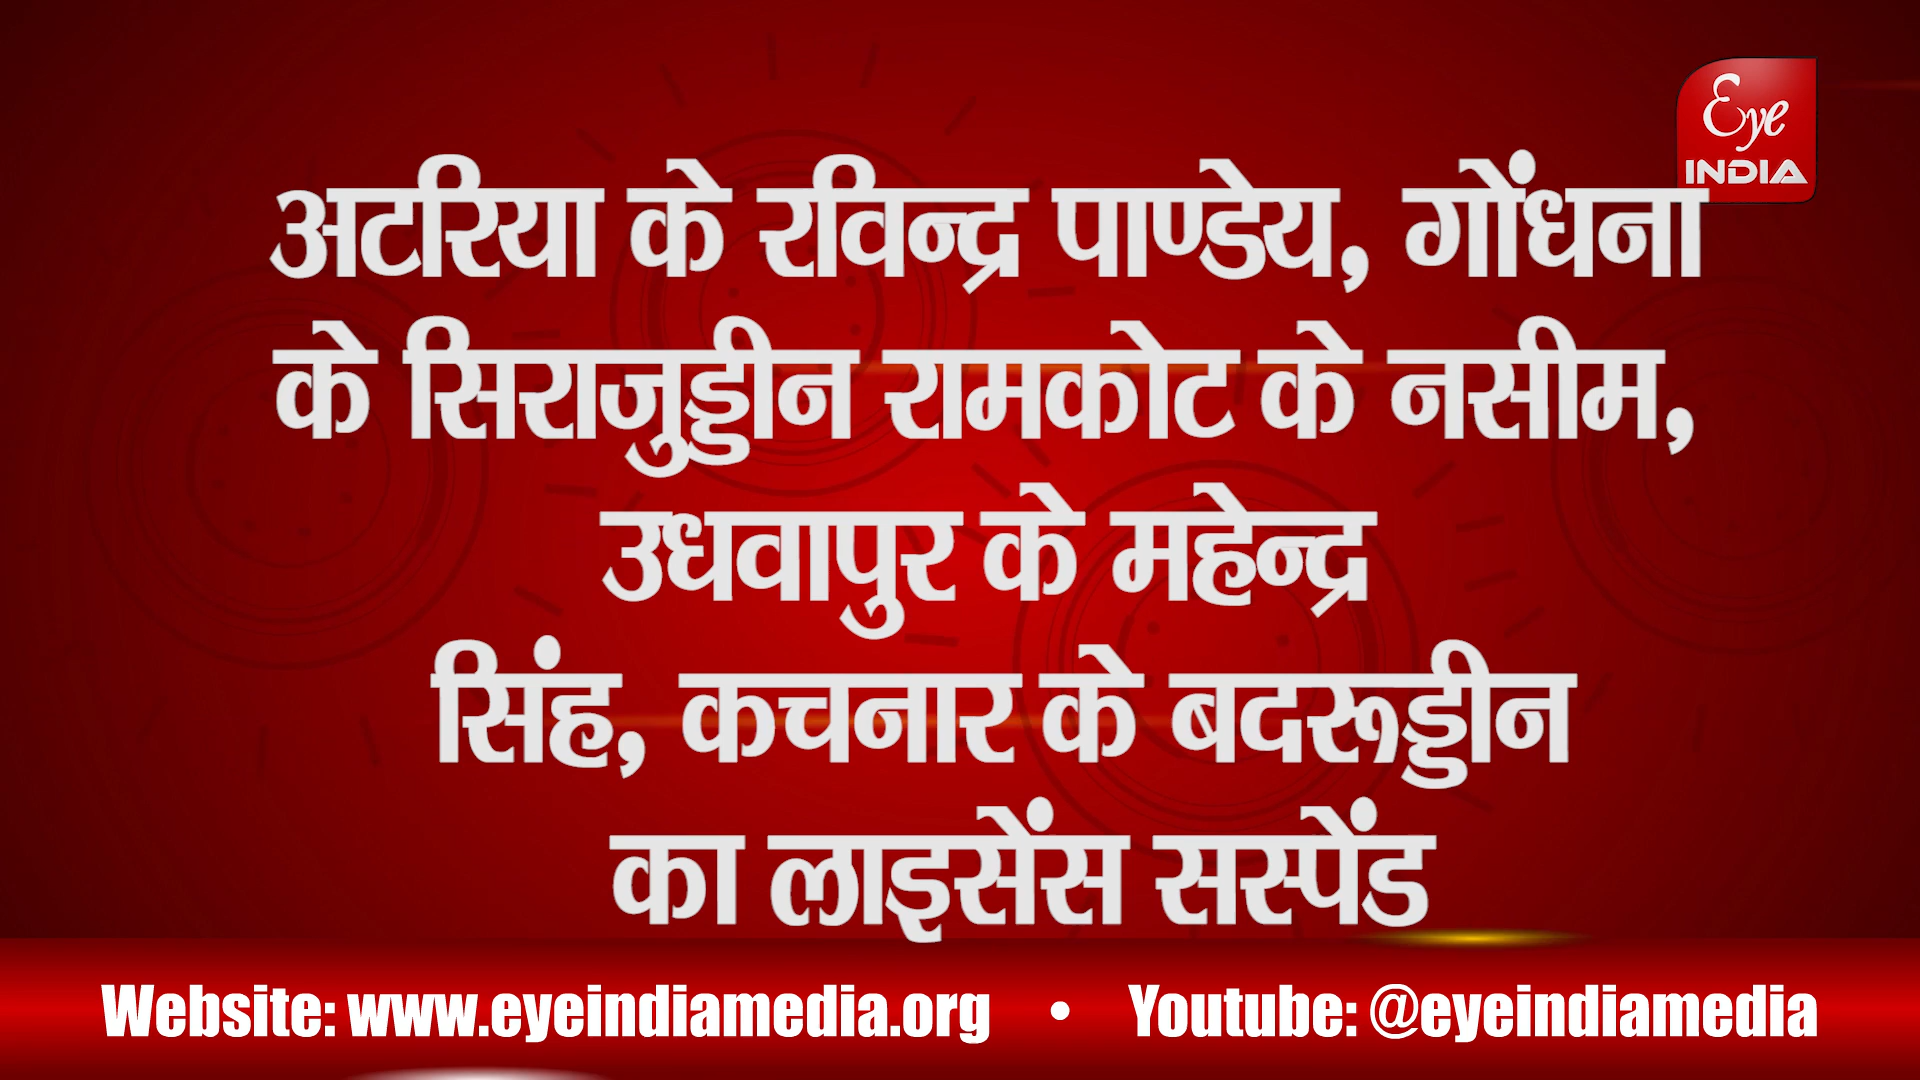 Eye
INDIA
अटरिया के रविन्द्र पाण्डेय, गोंधना
के सिराजुड्डीन रामकोट के नसीम,
उधवापुर के महेन्द्र
सिंह, कचनार के बदरूड्डीन
का लाइसेंस सस्पेंड
Website: www.eyeindiamedia.org • Youtube: @eyeindiamedia